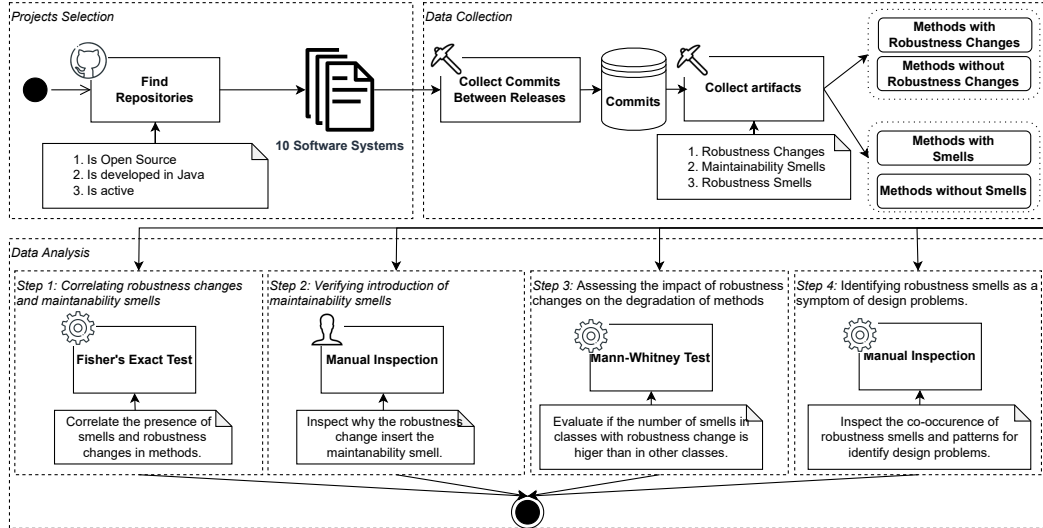 Projects Selection
Find
Repositories
1. Is Open Source
2. Is developed in Java
3. Is active
10 Software Systems
Data Collection
Collect Commits
Between Releases
Commits
Collect artifacts
1. Robustness Changes
2. Maintainability Smells
3. Robustness Smells
Methods with
Robustness Changes
Methods without
Robustness Changes
Methods with
Smells
Methods without Smells
Data Analysis
Step 1: Correlating robustness changes
and maintanability smells
Fisher's Exact Test
Correlate the presence of
smells and robustness
changes in methods.
Step 2: Verifying introduction of
maintainability smells
Manual Inspection
Inspect why the robustness
change insert the
maintanability smell.
Step 3: Assessing the impact of robustness
changes on the degradation of methods
Mann-Whitney Test
Evaluate if the number of smells in
classes with robustness change is
higer than in other classes.
Step 4: Identifying robustness smells as a
symptom of design problems.
Manual Inspection
Inspect the co-occurence of
robustness smells and patterns for
identify design problems.